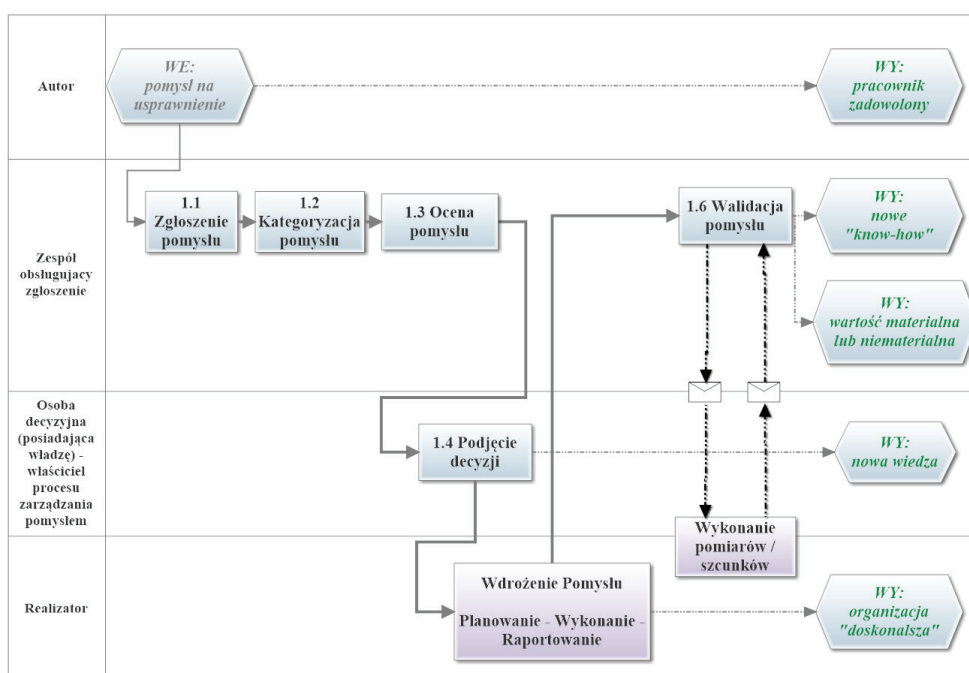 Autor
WE:
pomysł na
usprawnienie
WY:
pracownik
zadowolony
Zespół
obsługujacy
zgłoszenie
1.1
Zgłoszenie
pomysłu
1.2
Kategoryzacja
pomysłu
1.3 Ocena
pomysłu
1.6 Walidacja
pomysłu
WY:
nowe
"know-how"
WY:
wartość materialna
lub niematerialna
Osoba
decyzyjna
(posiadająca
władzę) -
właściciel
procesu
zarządzania
pomysłem
1.4 Podjęcie
decyzji
WY:
nowa wiedza
Wykonanie
pomiarów /
szcunków
Realizator
Wdrożenie Pomysłu
Planowanie - Wykonanie -
Raportowanie
WY:
organizacja
"doskonalsza"